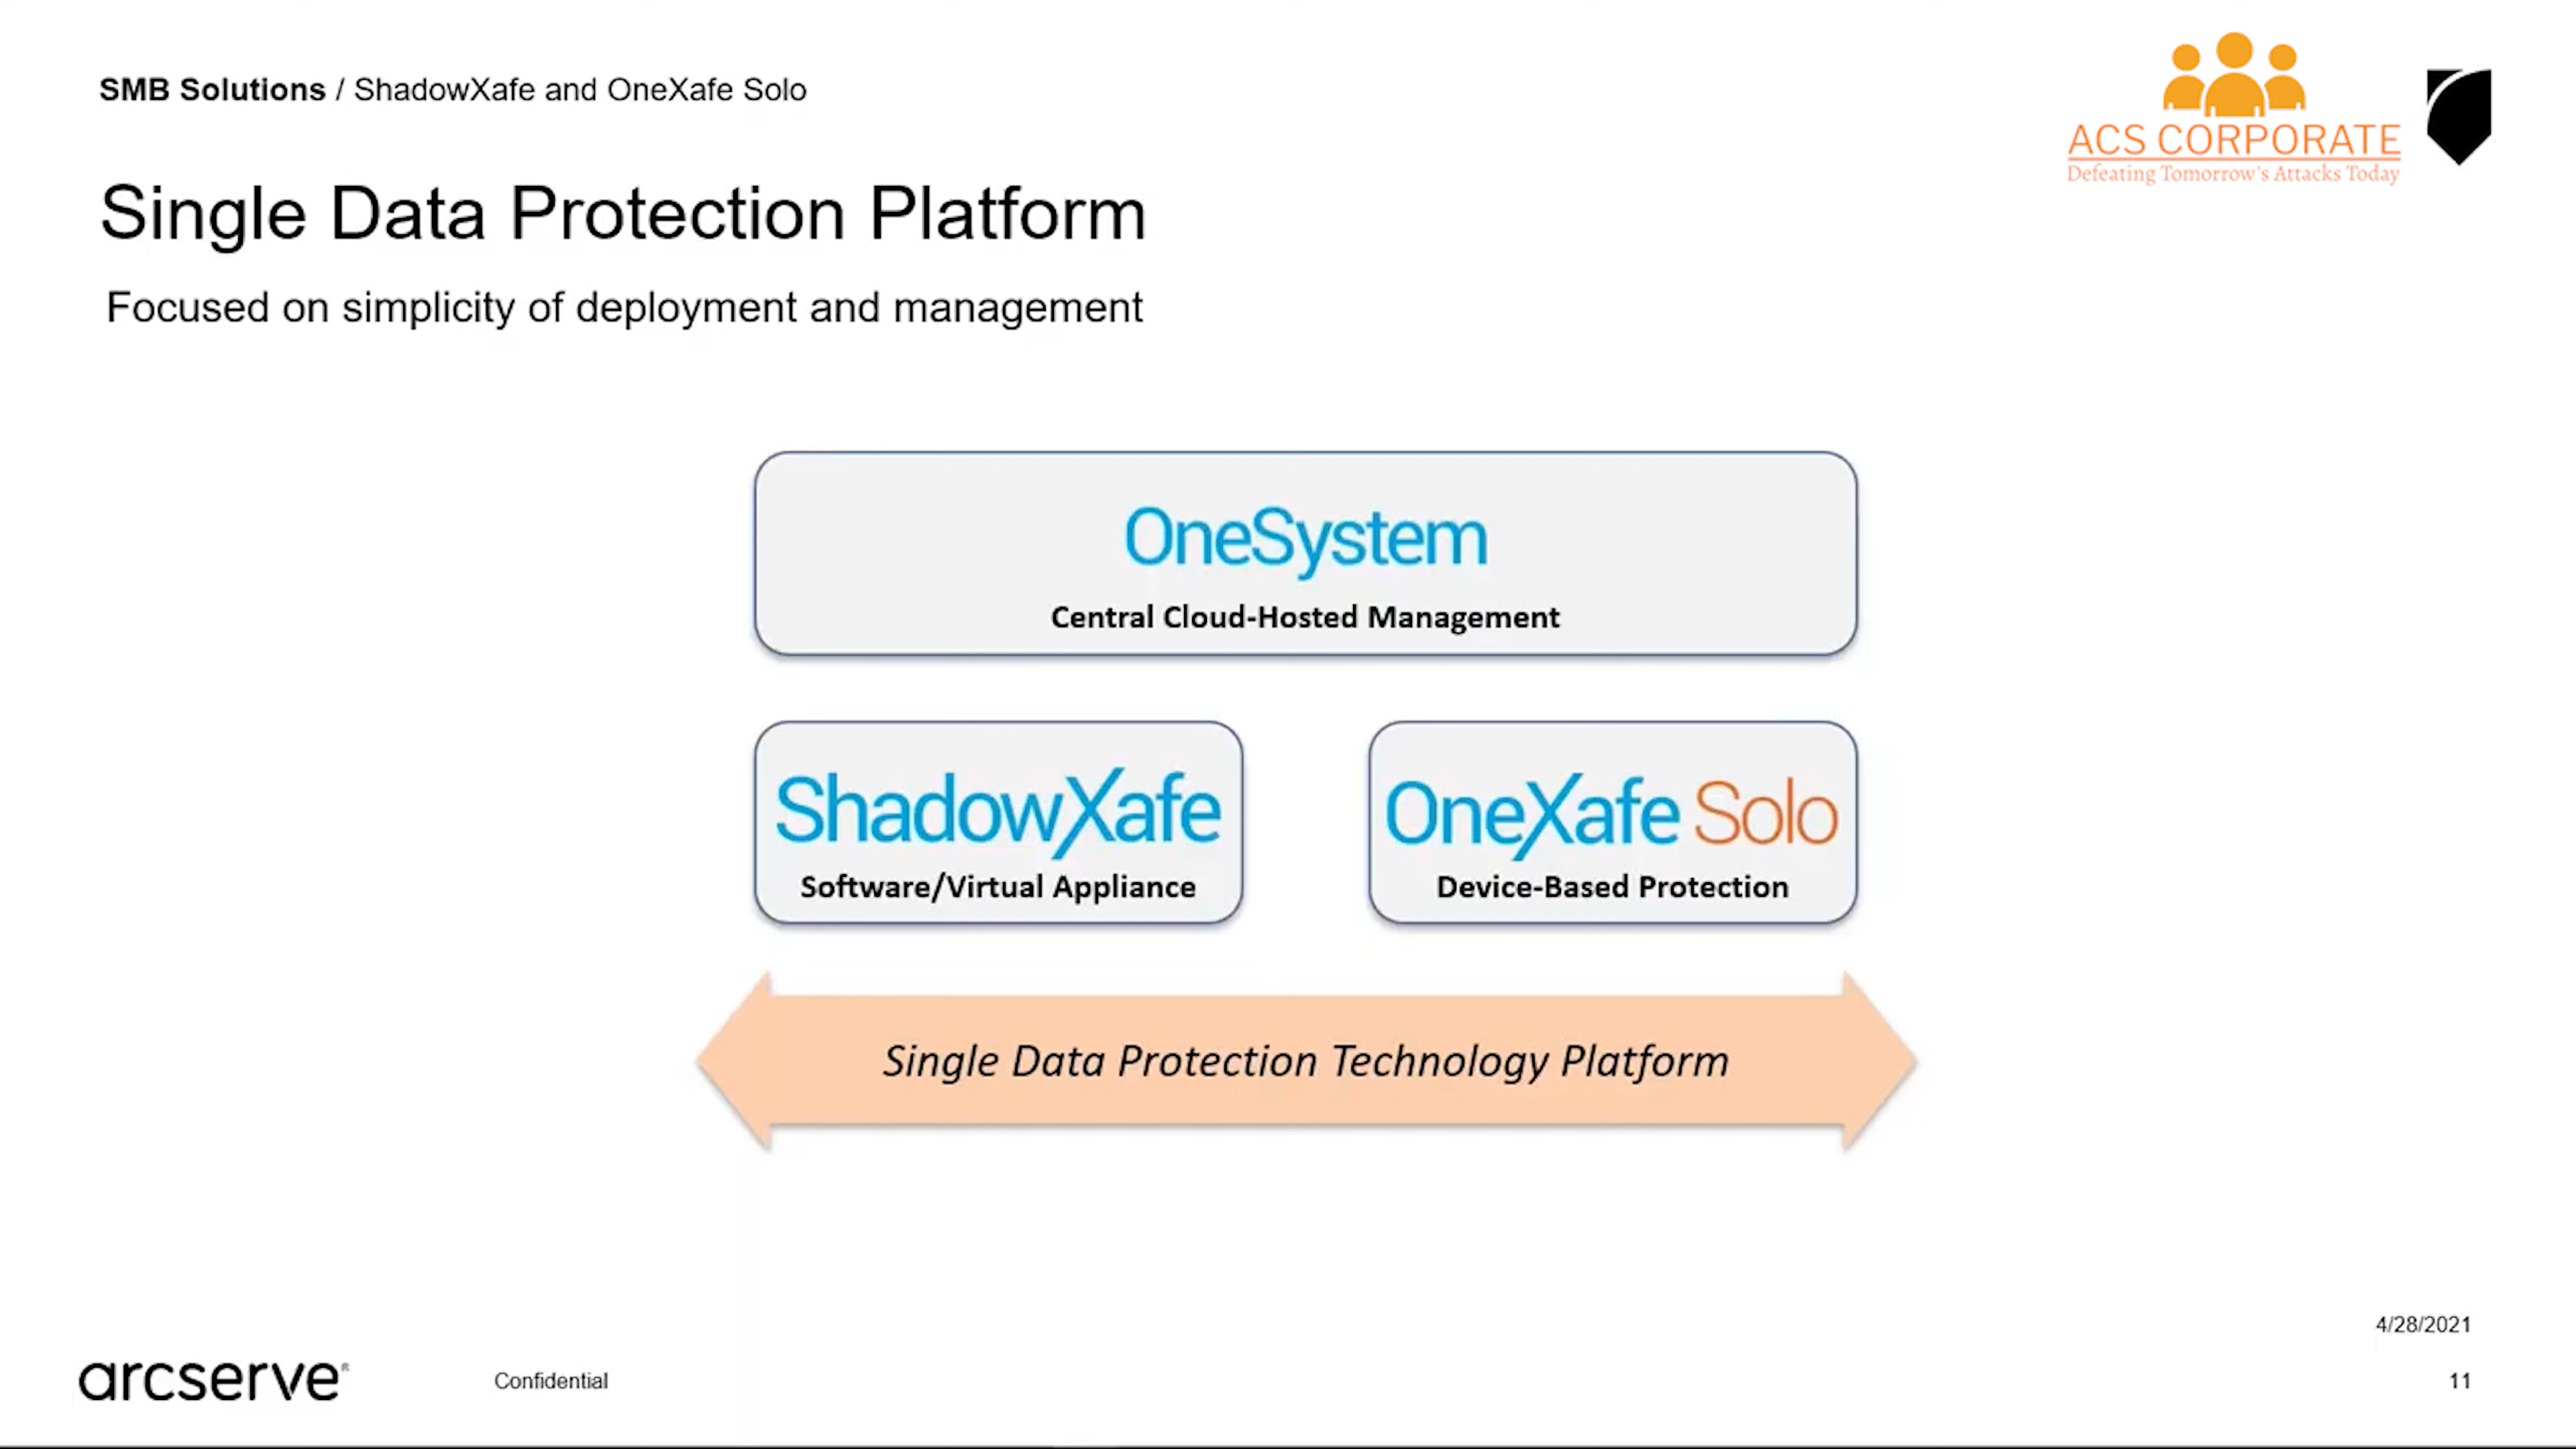 SMB Solutions / ShadowXafe and OneXafe Solo
ACS CORPORATE
Defeating Tomorrow's Attacks Today
Single Data Protection Platform
Focused on simplicity of deployment and management
OneSystem
Central Cloud-Hosted Management
ShadowXafe
Software/Virtual Appliance
OneXafe Solo
Device-Based Protection
Single Data Protection Technology Platform
4/28/2021
arcserve®
Confidential
11